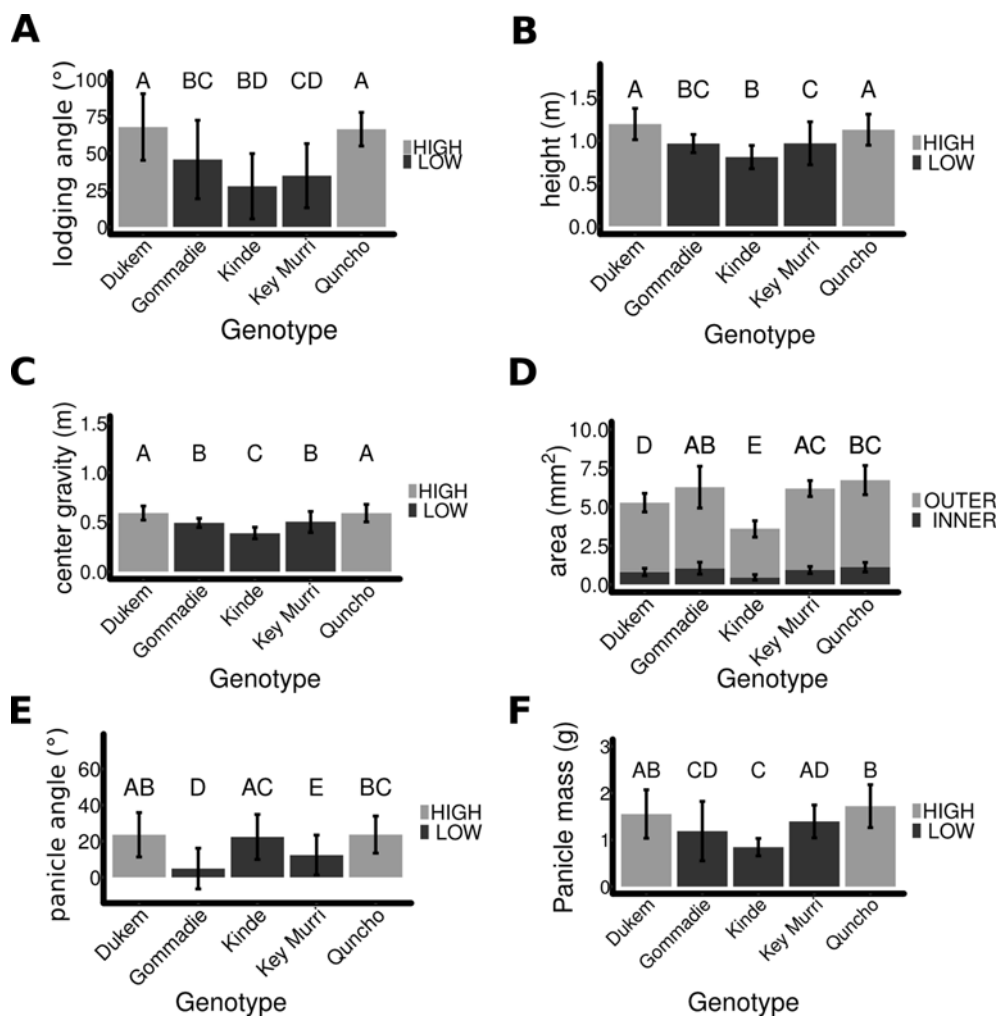 A
lodging angle (°)
100
75
50
25
0
A BC BD CD A
HIGH
LOW
Dukem Gommadie Kinde Key Murri Quncho
Genotype
B
height (m)
1.5
1.0
0.5
0.0
A BC B C A
HIGH
LOW
Dukem Gommadie Kinde Key Murri Quncho
Genotype
C
center gravity (m)
1.5
1.0
0.5
0.0
A B C B A
HIGH
LOW
Dukem Gommadie Kinde Key Murri Quncho
Genotype
D
area (mm²)
10.0
7.5
5.0
2.5
0.0
D AB E AC BC
OUTER
INNER
Dukem Gommadie Kinde Key Murri Quncho
Genotype
E
panicle angle (°)
60
40
20
0
AB D AC E BC
HIGH
LOW
Dukem Gommadie Kinde Key Murri Quncho
Genotype
F
Panicle mass (g)
3
2
1
0
AB CD C AD B
HIGH
LOW
Dukem Gommadie Kinde Key Murri Quncho
Genotype